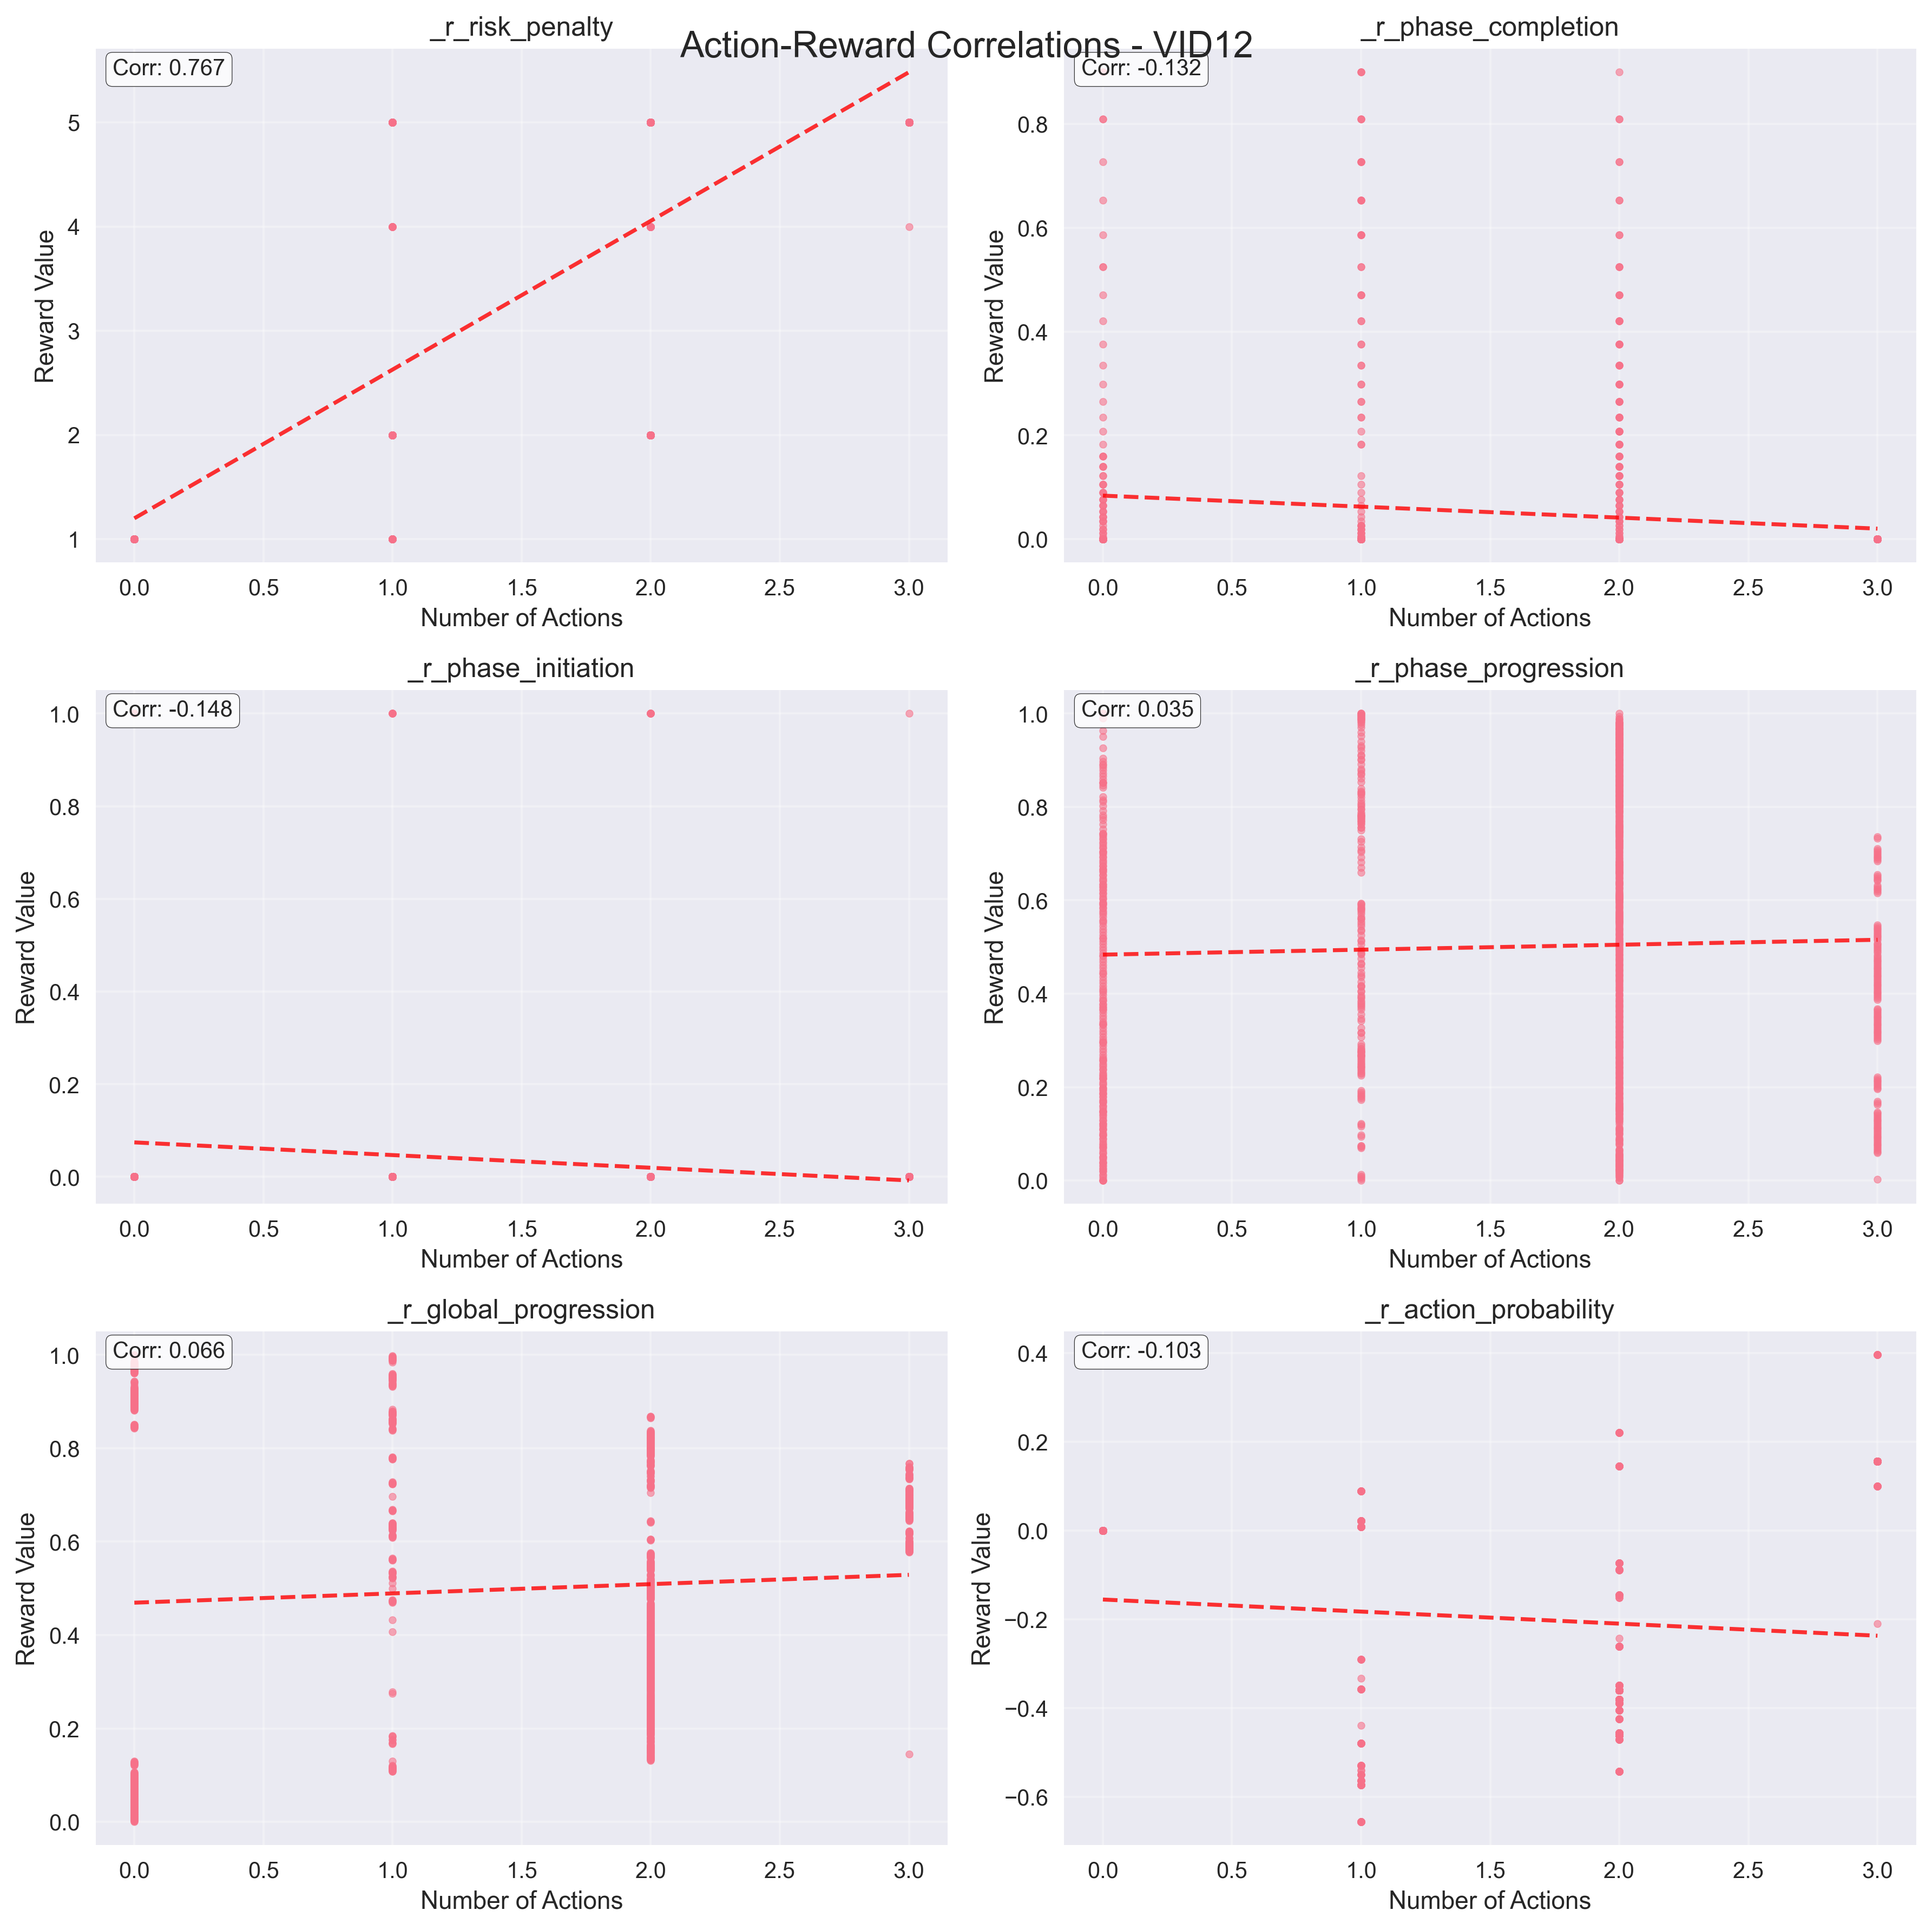 Action-Reward Correlations - VID12
_r_risk_penalty
Corr: 0.767
Reward Value
5
4
3
2
1
0.0 0.5 1.0 1.5 2.0 2.5 3.0
Number of Actions
_r_phase_completion
Corr: -0.132
Reward Value
0.8
0.6
0.4
0.2
0.0
0.0 0.5 1.0 1.5 2.0 2.5 3.0
Number of Actions
_r_phase_initiation
Corr: -0.148
Reward Value
1.0
0.8
0.6
0.4
0.2
0.0
0.0 0.5 1.0 1.5 2.0 2.5 3.0
Number of Actions
_r_phase_progression
Corr: 0.035
Reward Value
1.0
0.8
0.6
0.4
0.2
0.0
0.0 0.5 1.0 1.5 2.0 2.5 3.0
Number of Actions
_r_global_progression
Corr: 0.066
Reward Value
1.0
0.8
0.6
0.4
0.2
0.0
0.0 0.5 1.0 1.5 2.0 2.5 3.0
Number of Actions
_r_action_probability
Corr: -0.103
Reward Value
0.4
0.2
0.0
−0.2
−0.4
−0.6
0.0 0.5 1.0 1.5 2.0 2.5 3.0
Number of Actions